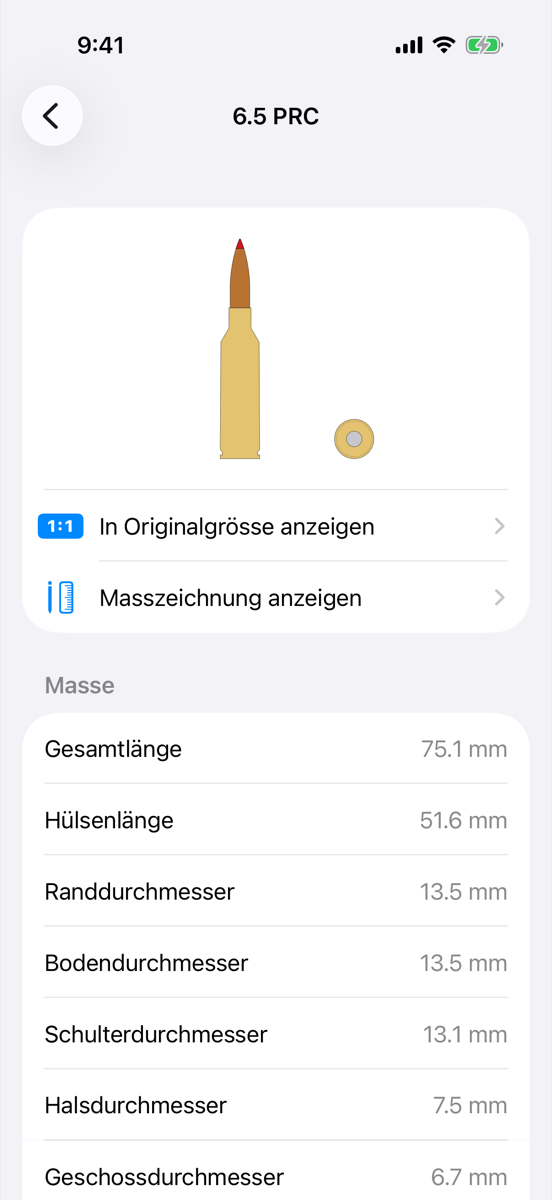 9:41
6.5 PRC
1:1 In Originalgrösse anzeigen
Masszeichnung anzeigen
Masse
Gesamtlänge 75.1 mm
Hülsenlänge 51.6 mm
Randdurchmesser 13.5 mm
Bodendurchmesser 13.5 mm
Schulterdurchmesser 13.1 mm
Halsdurchmesser 7.5 mm
Geschossdurchmesser 6.7 mm